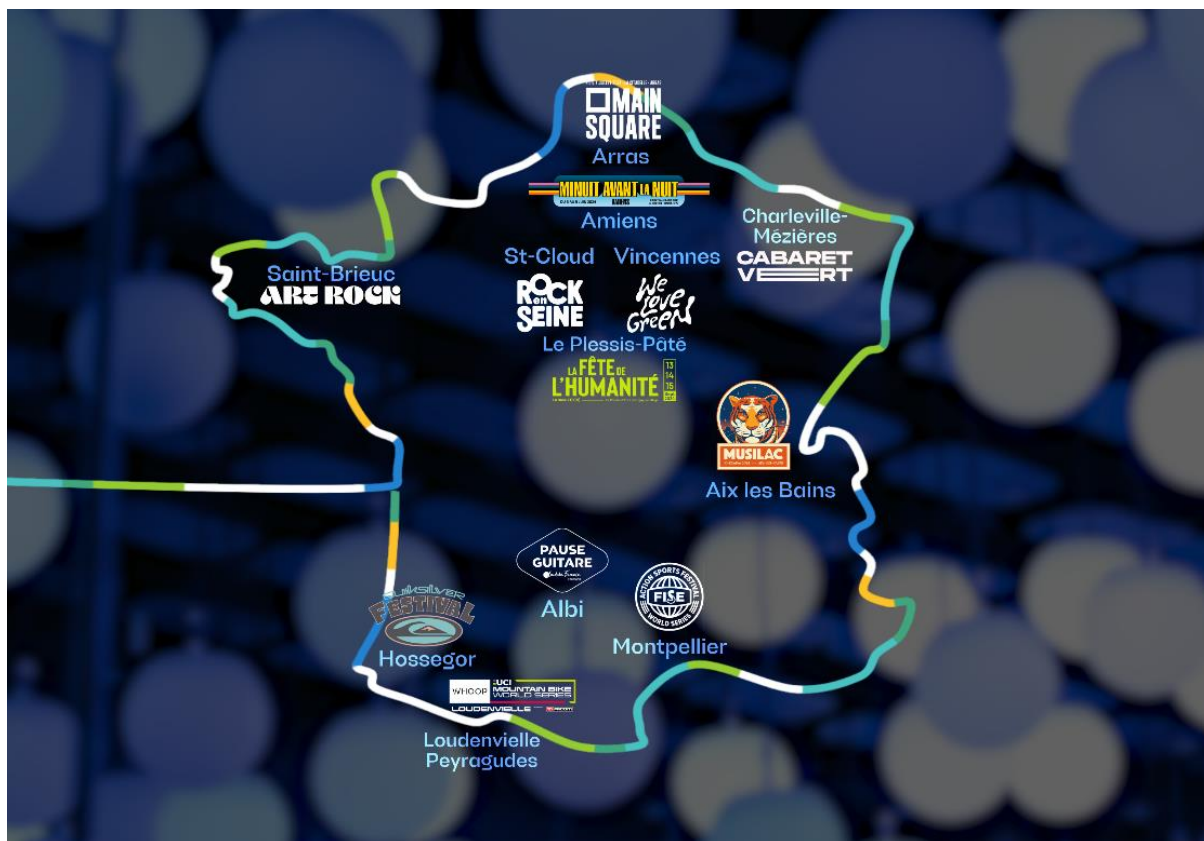 MAIN
SQUARE
Arras
MINUIT AVANT LA NUIT
AMIENS
Amiens
Charleville-
Mézières
CABARET
VERT
St-Cloud
Vincennes
ROCK
en
SEINE
We
Love
Green
Saint-Brieuc
ART ROCK
Le Plessis-Pâté
LA FÊTE DE
L'HUMANITÉ
13
14
15
MUSILAC
Aix les Bains
PAUSE
GUITARE
Albi
ACTION SPORTS FESTIVAL
FISE
WORLD SERIES
Montpellier
QUIKSILVER
FESTIVAL
Hossegor
WHOOP
UCI
MOUNTAIN BIKE
WORLD SERIES
LOUDENVIELLE
Loudenvielle
Peyragudes